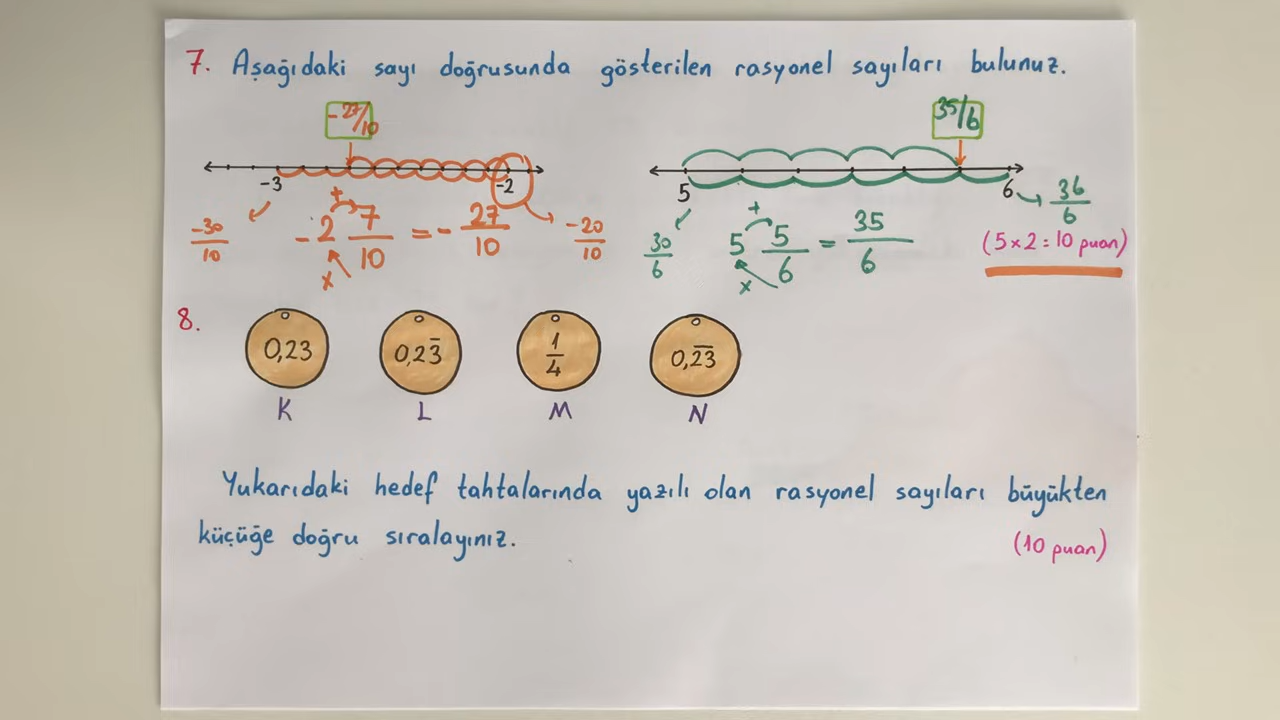 7. Aşağıdaki sayı doğrusunda gösterilen rasyonel sayıları bulunuz.
-27/10
35/6
-3
-2
5
6
-30/10
-2 7/10 = -27/10
+
x
-20/10
30/6
5 5/6 = 35/6
+
x
36/6
(5x2=10 puan)
8.
0,23
0,23̅
1/4
0,2̅3̅
K L M N
Yukarıdaki hedef tahtalarında yazılı olan rasyonel sayıları büyükten
küçüğe doğru sıralayınız.
(10 puan)